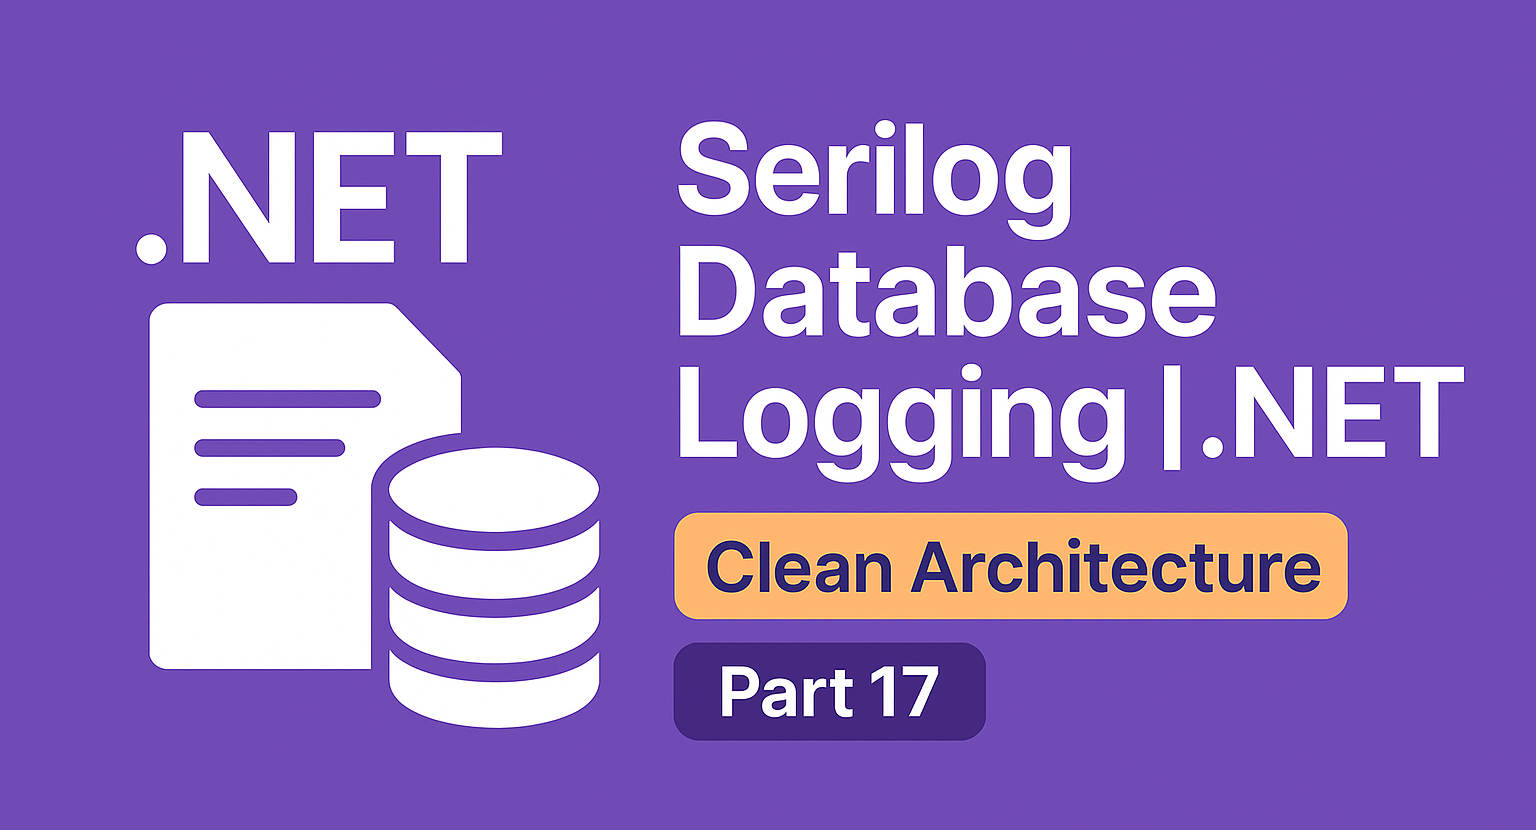 .NET
Serilog
Database
Logging | .NET
Clean Architecture
Part 17